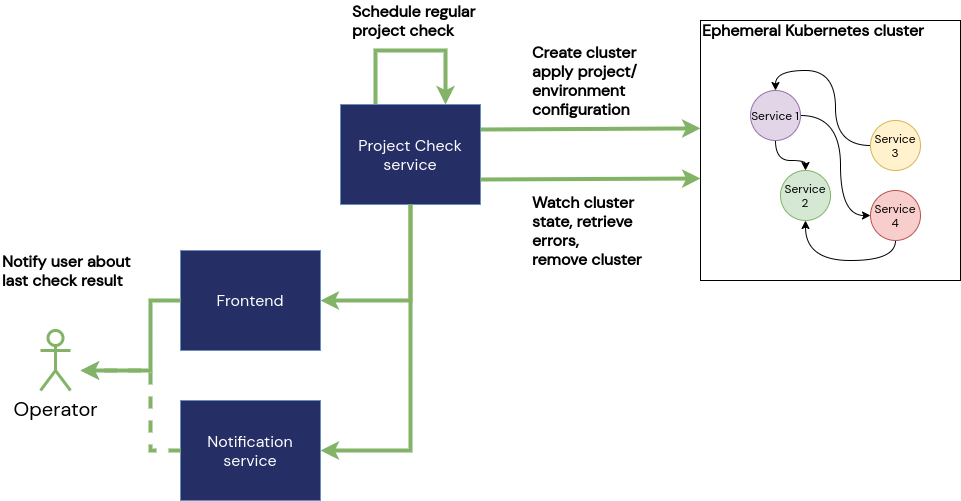 Schedule regular
project check
Ephemeral Kubernetes cluster
Create cluster
apply project/
environment
configuration
Service 1
Project Check
service
Service
3
Service
2
Service
4
Watch cluster
state, retrieve
errors,
remove cluster
Notify user about
last check result
Frontend
Operator
Notification
service